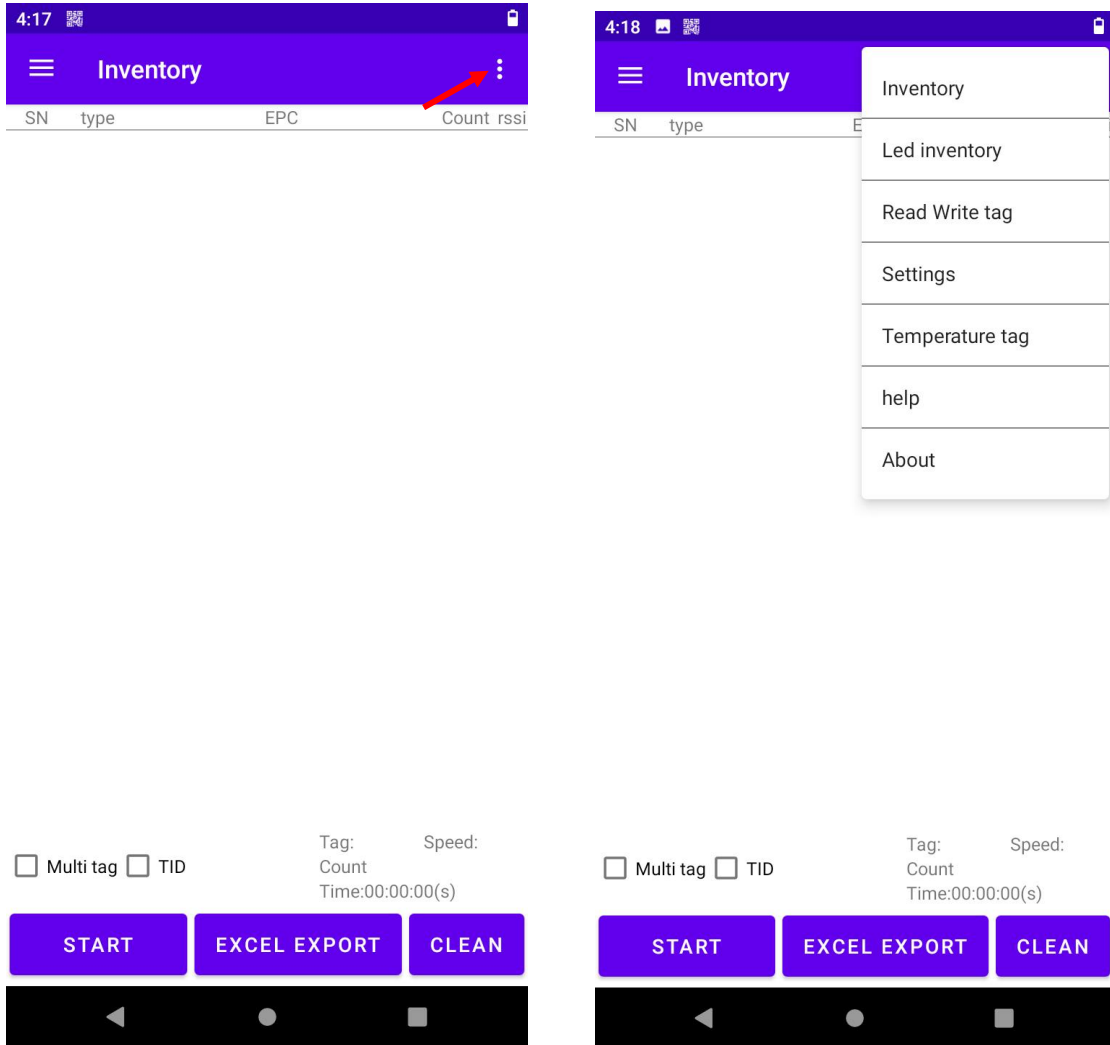 4:17
Inventory
SN type EPC Count rssi
Multi tag TID
Tag: Speed:
Count
Time:00:00:00(s)
START EXCEL EXPORT CLEAN
4:18
Inventory
SN type E
Inventory
Led inventory
Read Write tag
Settings
Temperature tag
help
About
Multi tag TID
Tag: Speed:
Count
Time:00:00:00(s)
START EXCEL EXPORT CLEAN